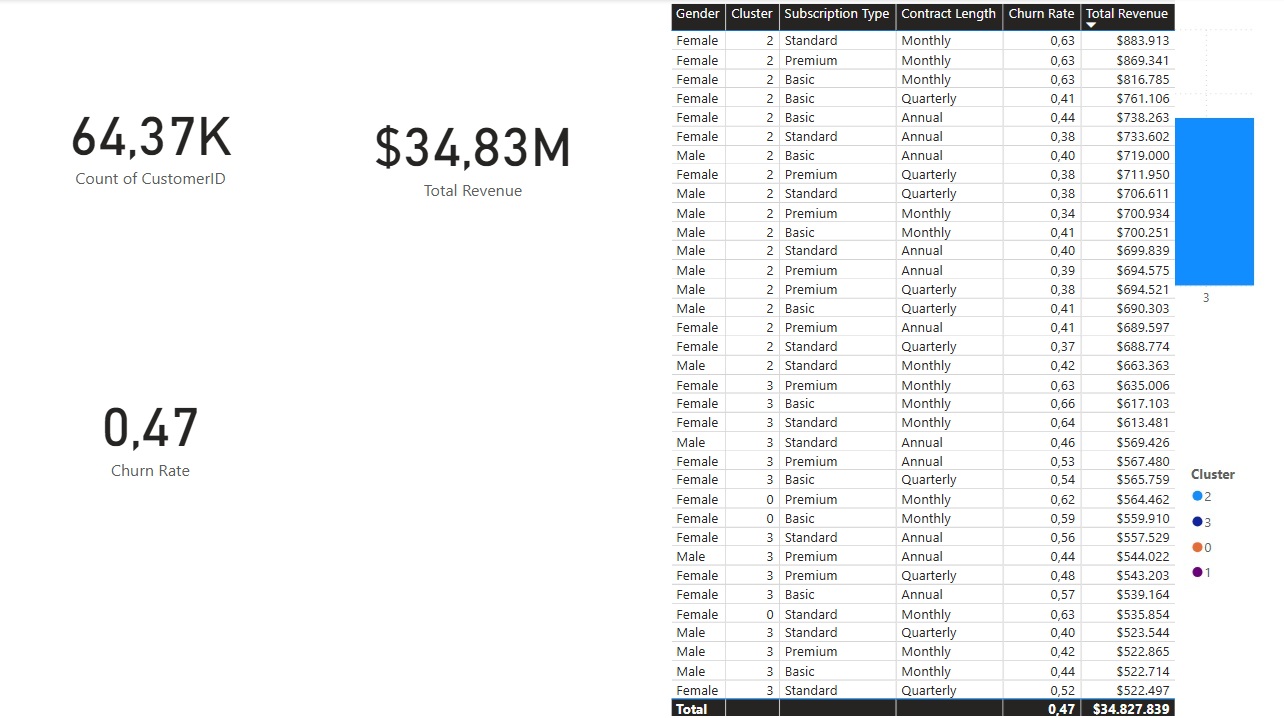 64,37K
Count of CustomerID
$34,83M
Total Revenue
0,47
Churn Rate
Gender Cluster Subscription Type Contract Length Churn Rate Total Revenue
Female 2 Standard Monthly 0,63 $883.913
Female 2 Premium Monthly 0,63 $869.341
Female 2 Basic Monthly 0,63 $816.785
Female 2 Basic Quarterly 0,41 $761.106
Female 2 Basic Annual 0,44 $738.263
Female 2 Standard Annual 0,38 $733.602
Male 2 Basic Annual 0,40 $719.000
Female 2 Premium Quarterly 0,38 $711.950
Male 2 Standard Quarterly 0,38 $706.611
Male 2 Premium Monthly 0,34 $700.934
Male 2 Basic Monthly 0,41 $700.251
Male 2 Standard Annual 0,40 $699.839
Male 2 Premium Annual 0,39 $694.575
Male 2 Premium Quarterly 0,38 $694.521
Male 2 Basic Quarterly 0,41 $690.303
Female 2 Premium Annual 0,41 $689.597
Female 2 Standard Quarterly 0,37 $688.774
Male 2 Standard Monthly 0,42 $663.363
Female 3 Premium Monthly 0,63 $635.006
Female 3 Basic Monthly 0,66 $617.103
Female 3 Standard Monthly 0,64 $613.481
Male 3 Standard Annual 0,46 $569.426
Female 3 Premium Annual 0,53 $567.480
Female 3 Basic Quarterly 0,54 $565.759
Female 0 Premium Monthly 0,62 $564.462
Female 0 Basic Monthly 0,59 $559.910
Female 3 Standard Annual 0,56 $557.529
Male 3 Premium Annual 0,44 $544.022
Female 3 Premium Quarterly 0,48 $543.203
Female 3 Basic Annual 0,57 $539.164
Female 0 Standard Monthly 0,63 $535.854
Male 3 Standard Quarterly 0,40 $523.544
Male 3 Premium Monthly 0,42 $522.865
Male 3 Basic Monthly 0,44 $522.714
Female 3 Standard Quarterly 0,52 $522.497
Total 0,47 $34.827.839
3
Cluster
2
3
0
1